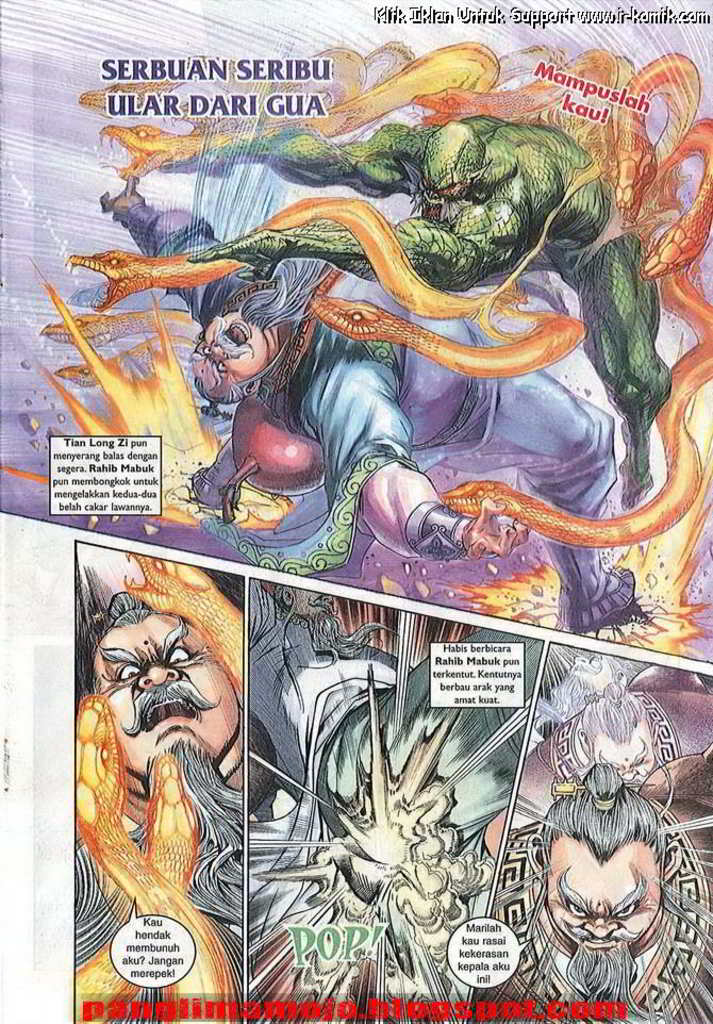 Klik Iklan Untuk Support www.i-komik.com
SERBUAN SERIBU
ULAR DARI GUA
Mampuslah
kau!
Tian Long Zi pun
menyerang balas dengan
segera. Rahib Mabuk
pun membongkok untuk
mengelakkan kedua-dua
belah cakar lawannya.
Habis berbicara
Rahib Mabuk pun
terkentut. Kentutnya
berbau arak yang
amat kuat.
Kau
hendak
membunuh
aku? Jangan
merepek!
POP!
Marilah
kau rasai
kekerasan
kepala aku
ini!
panglimamojo.blogspot.com